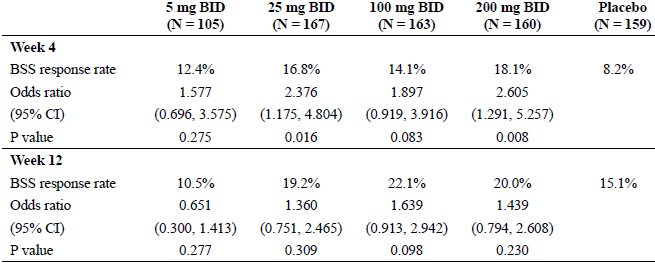 5 mg BID 25 mg BID 100 mg BID 200 mg BID Placebo
(N = 105) (N = 167) (N = 163) (N = 160) (N = 159)
Week 4
BSS response rate 12.4% 16.8% 14.1% 18.1% 8.2%
Odds ratio 1.577 2.376 1.897 2.605
(95% CI) (0.696, 3.575) (1.175, 4.804) (0.919, 3.916) (1.291, 5.257)
P value 0.275 0.016 0.083 0.008
Week 12
BSS response rate 10.5% 19.2% 22.1% 20.0% 15.1%
Odds ratio 0.651 1.360 1.639 1.439
(95% CI) (0.300, 1.413) (0.751, 2.465) (0.913, 2.942) (0.794, 2.608)
P value 0.277 0.309 0.098 0.230